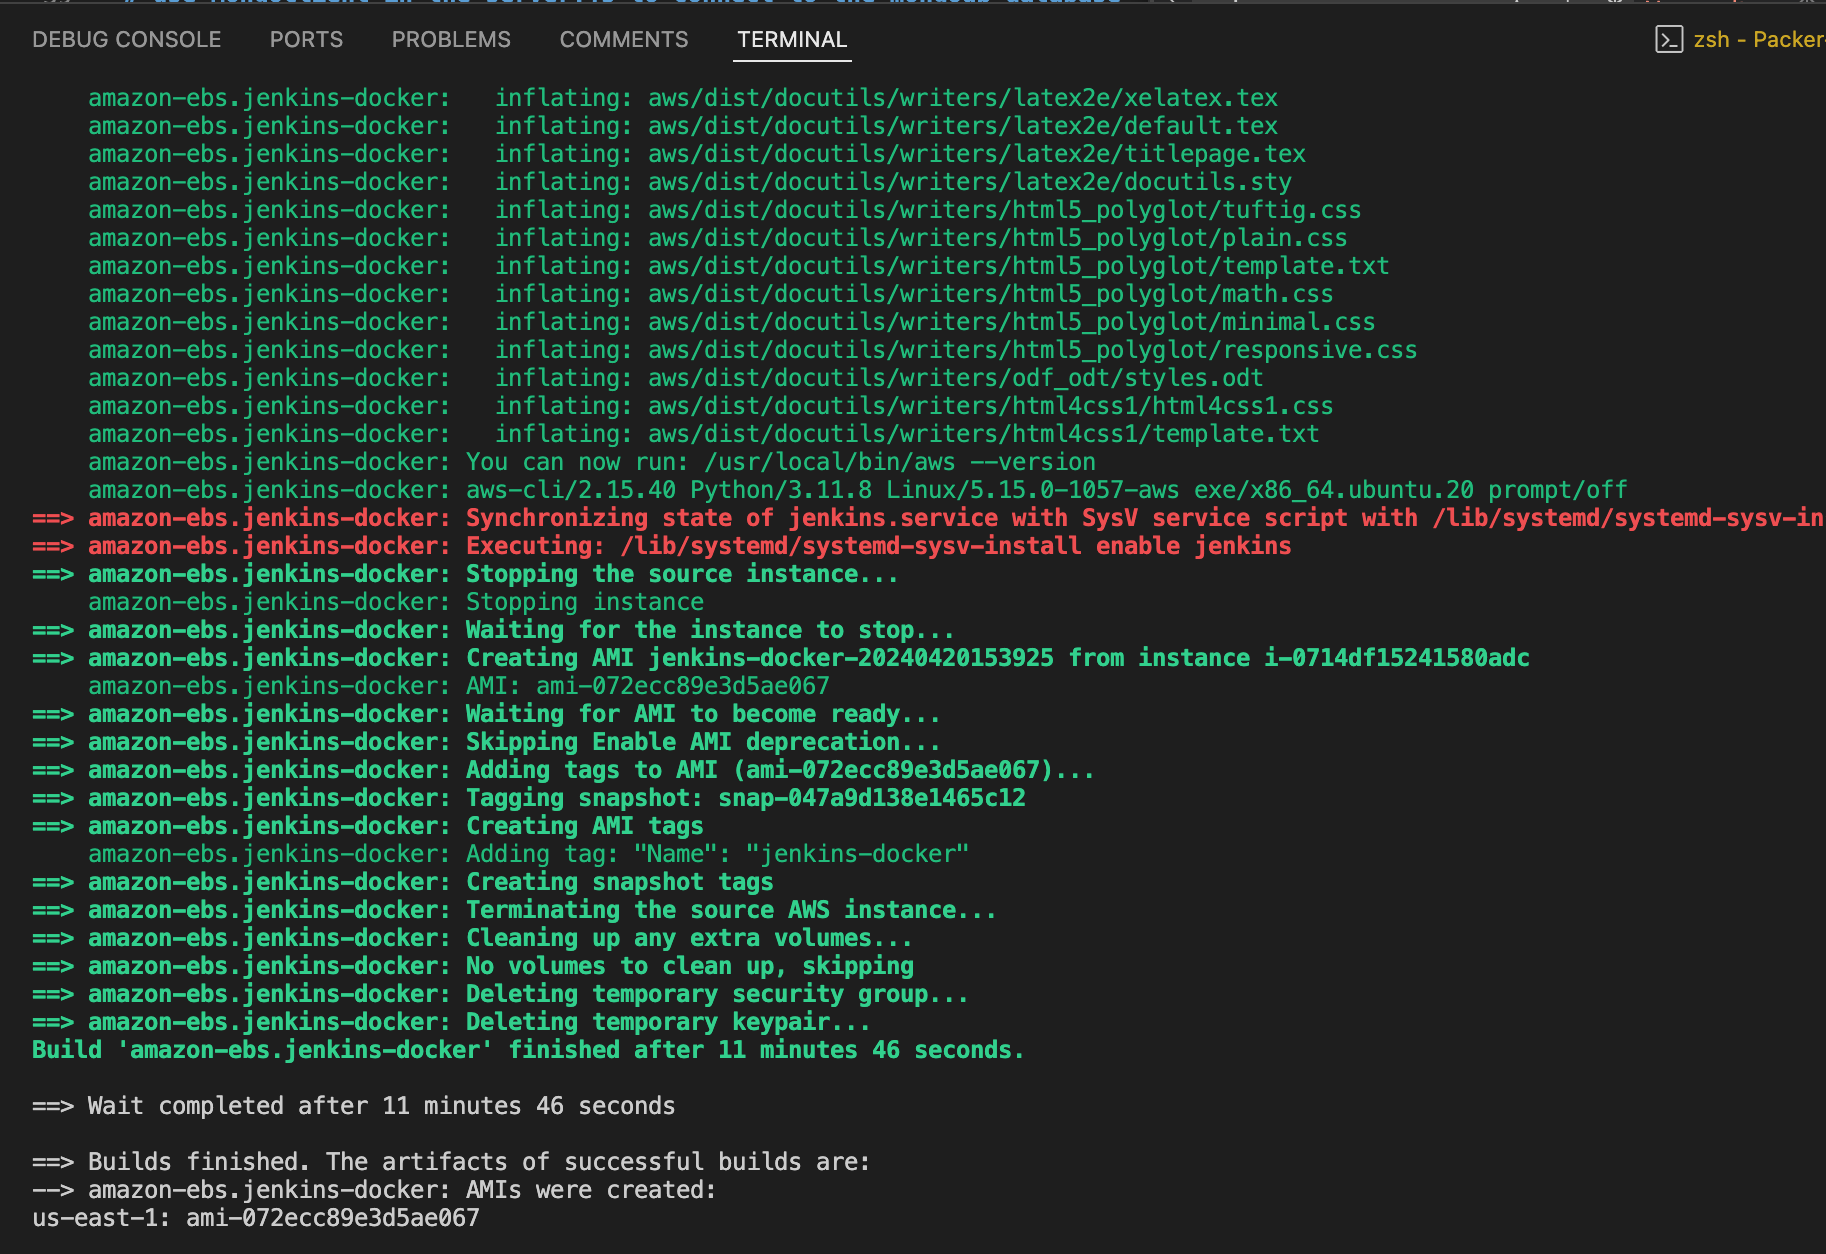 DEBUG CONSOLE PORTS PROBLEMS COMMENTS TERMINAL zsh - Packer
amazon-ebs.jenkins-docker:   inflating: aws/dist/docutils/writers/latex2e/xelatex.tex
amazon-ebs.jenkins-docker:   inflating: aws/dist/docutils/writers/latex2e/default.tex
amazon-ebs.jenkins-docker:   inflating: aws/dist/docutils/writers/latex2e/titlepage.tex
amazon-ebs.jenkins-docker:   inflating: aws/dist/docutils/writers/latex2e/docutils.sty
amazon-ebs.jenkins-docker:   inflating: aws/dist/docutils/writers/html5_polyglot/tuftig.css
amazon-ebs.jenkins-docker:   inflating: aws/dist/docutils/writers/html5_polyglot/plain.css
amazon-ebs.jenkins-docker:   inflating: aws/dist/docutils/writers/html5_polyglot/template.txt
amazon-ebs.jenkins-docker:   inflating: aws/dist/docutils/writers/html5_polyglot/math.css
amazon-ebs.jenkins-docker:   inflating: aws/dist/docutils/writers/html5_polyglot/minimal.css
amazon-ebs.jenkins-docker:   inflating: aws/dist/docutils/writers/html5_polyglot/responsive.css
amazon-ebs.jenkins-docker:   inflating: aws/dist/docutils/writers/odf_odt/styles.odt
amazon-ebs.jenkins-docker:   inflating: aws/dist/docutils/writers/html4css1/html4css1.css
amazon-ebs.jenkins-docker:   inflating: aws/dist/docutils/writers/html4css1/template.txt
amazon-ebs.jenkins-docker: You can now run: /usr/local/bin/aws --version
amazon-ebs.jenkins-docker: aws-cli/2.15.40 Python/3.11.8 Linux/5.15.0-1057-aws exe/x86_64.ubuntu.20 prompt/off
==> amazon-ebs.jenkins-docker: Synchronizing state of jenkins.service with SysV service script with /lib/systemd/systemd-sysv-in
==> amazon-ebs.jenkins-docker: Executing: /lib/systemd/systemd-sysv-install enable jenkins
==> amazon-ebs.jenkins-docker: Stopping the source instance...
amazon-ebs.jenkins-docker: Stopping instance
==> amazon-ebs.jenkins-docker: Waiting for the instance to stop...
==> amazon-ebs.jenkins-docker: Creating AMI jenkins-docker-20240420153925 from instance i-0714df15241580adc
amazon-ebs.jenkins-docker: AMI: ami-072ecc89e3d5ae067
==> amazon-ebs.jenkins-docker: Waiting for AMI to become ready...
==> amazon-ebs.jenkins-docker: Skipping Enable AMI deprecation...
==> amazon-ebs.jenkins-docker: Adding tags to AMI (ami-072ecc89e3d5ae067)...
==> amazon-ebs.jenkins-docker: Tagging snapshot: snap-047a9d138e1465c12
==> amazon-ebs.jenkins-docker: Creating AMI tags
amazon-ebs.jenkins-docker: Adding tag: "Name": "jenkins-docker"
==> amazon-ebs.jenkins-docker: Creating snapshot tags
==> amazon-ebs.jenkins-docker: Terminating the source AWS instance...
==> amazon-ebs.jenkins-docker: Cleaning up any extra volumes...
==> amazon-ebs.jenkins-docker: No volumes to clean up, skipping
==> amazon-ebs.jenkins-docker: Deleting temporary security group...
==> amazon-ebs.jenkins-docker: Deleting temporary keypair...
Build 'amazon-ebs.jenkins-docker' finished after 11 minutes 46 seconds.
==> Wait completed after 11 minutes 46 seconds
==> Builds finished. The artifacts of successful builds are:
--> amazon-ebs.jenkins-docker: AMIs were created:
us-east-1: ami-072ecc89e3d5ae067